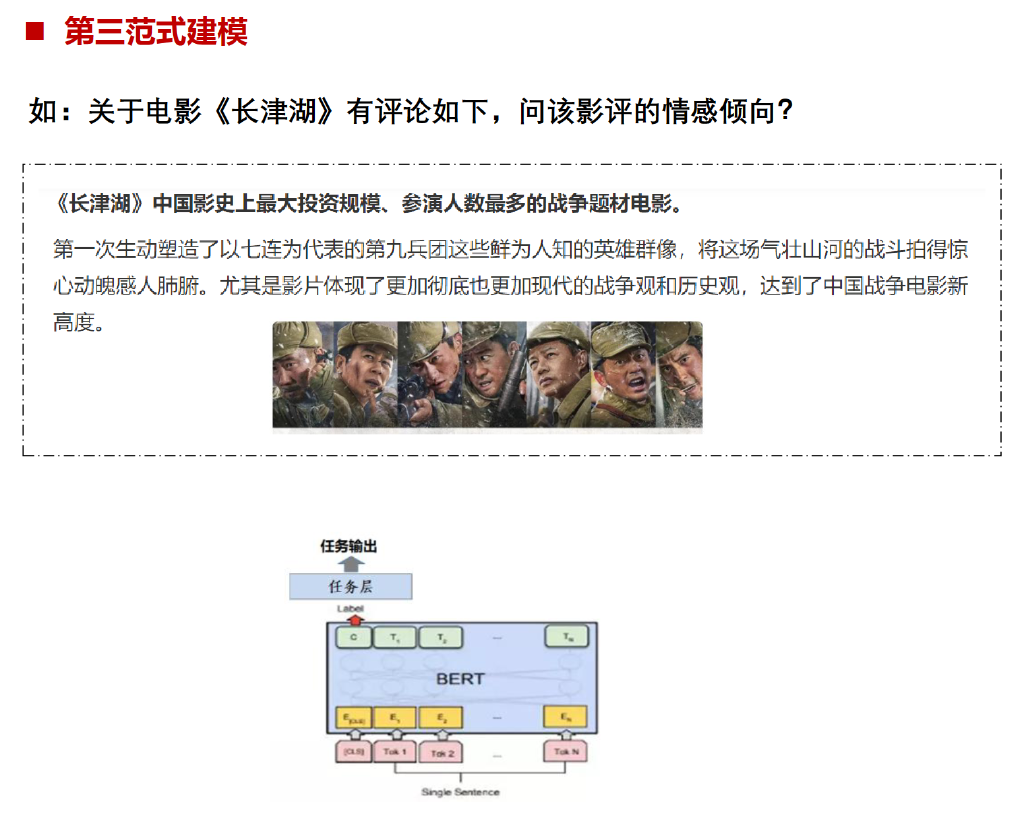 第三范式建模
如：关于电影《长津湖》有评论如下，问该影评的情感倾向？
《长津湖》中国影史上最大投资规模、参演人数最多的战争题材电影。
第一次生动塑造了以七连为代表的第九兵团这些鲜为人知的英雄群像，将这场气壮山河的战斗拍得惊
心动魄感人肺腑。尤其是影片体现了更加彻底也更加现代的战争观和历史观，达到了中国战争电影新
高度。
任务输出
任务层
Label
C T1 T2 ... TN
BERT
E[CLS] E1 E2 ... EN
[CLS] Tok 1 Tok 2 ... Tok N
Single Sentence